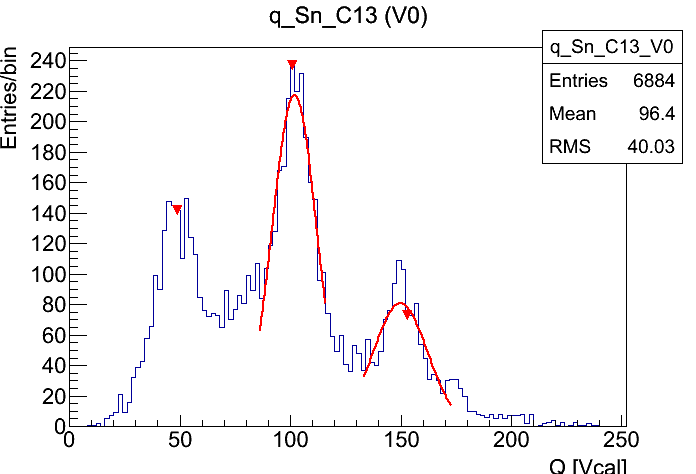 q_Sn_C13 (V0)
Entries/bin
q_Sn_C13_V0
Entries 6884
Mean 96.4
RMS 40.03
240
220
200
180
160
140
120
100
80
60
40
20
0
0 50 100 150 200 250
Q [Vcal]